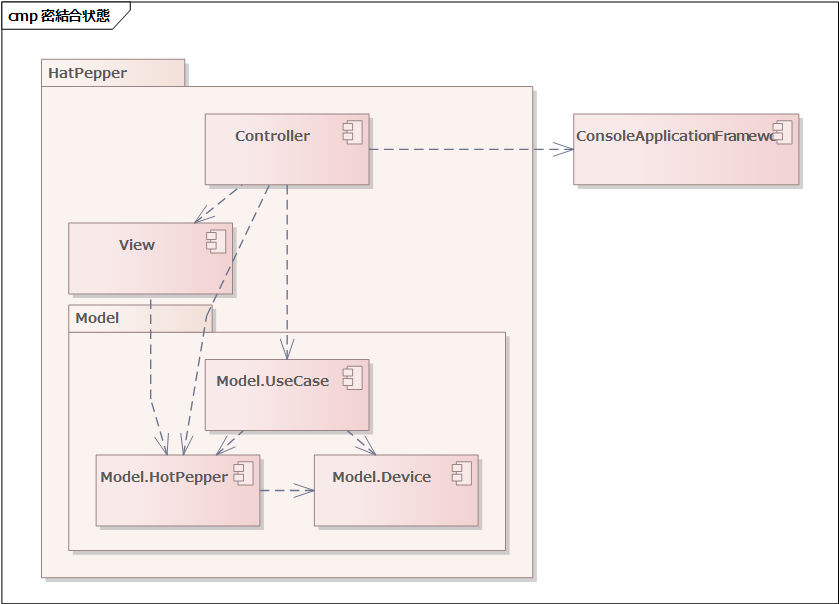 cmp 密結合状態
HatPepper
Controller
ConsoleApplicationFramewo
View
Model
Model.UseCase
Model.HotPepper
Model.Device